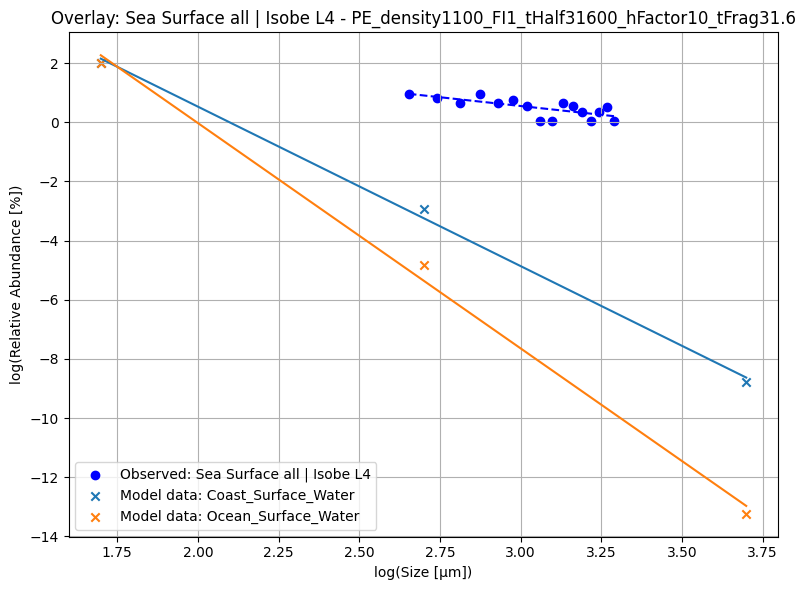 Overlay: Sea Surface all | Isobe L4 - PE_density1100_FI1_tHalf31600_hFactor10_tFrag31.6
log(Relative Abundance [%])
2
0
−2
−4
−6
−8
−10
−12
−14
Observed: Sea Surface all | Isobe L4
Model data: Coast_Surface_Water
Model data: Ocean_Surface_Water
1.75 2.00 2.25 2.50 2.75 3.00 3.25 3.50 3.75
log(Size [μm])